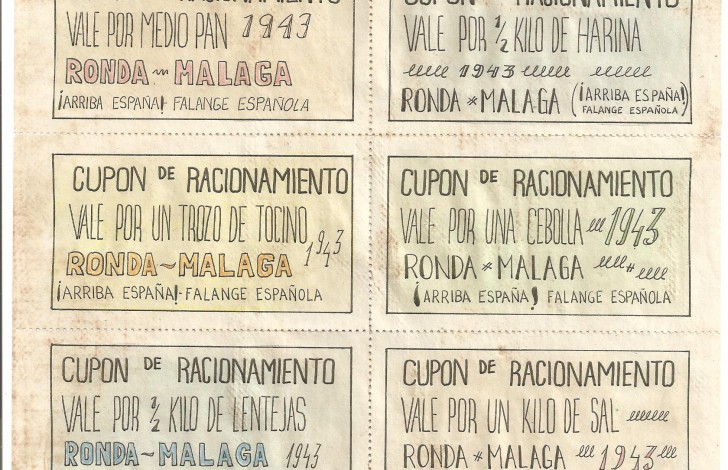 RACIONAMIENTO
VALE POR MEDIO PAN 1943
RONDA ~ MALAGA
¡ARRIBA ESPAÑA! FALANGE ESPAÑOLA
CUPON DE RACIONAMIENTO
VALE POR ½ KILO DE HARINA
1943
RONDA * MALAGA (¡ARRIBA ESPAÑA! FALANGE ESPAÑOLA)
CUPON DE RACIONAMIENTO
VALE POR UN TROZO DE TOCINO 1943
RONDA ~ MALAGA
¡ARRIBA ESPAÑA!- FALANGE ESPAÑOLA
CUPON DE RACIONAMIENTO
VALE POR UNA CEBOLLA 1943
RONDA * MALAGA
¡ARRIBA ESPAÑA! FALANGE ESPAÑOLA
CUPON DE RACIONAMIENTO
VALE POR ½ KILO DE LENTEJAS
RONDA ~ MALAGA 1943
CUPON DE RACIONAMIENTO
VALE POR UN KILO DE SAL
RONDA * MALAGA 1943